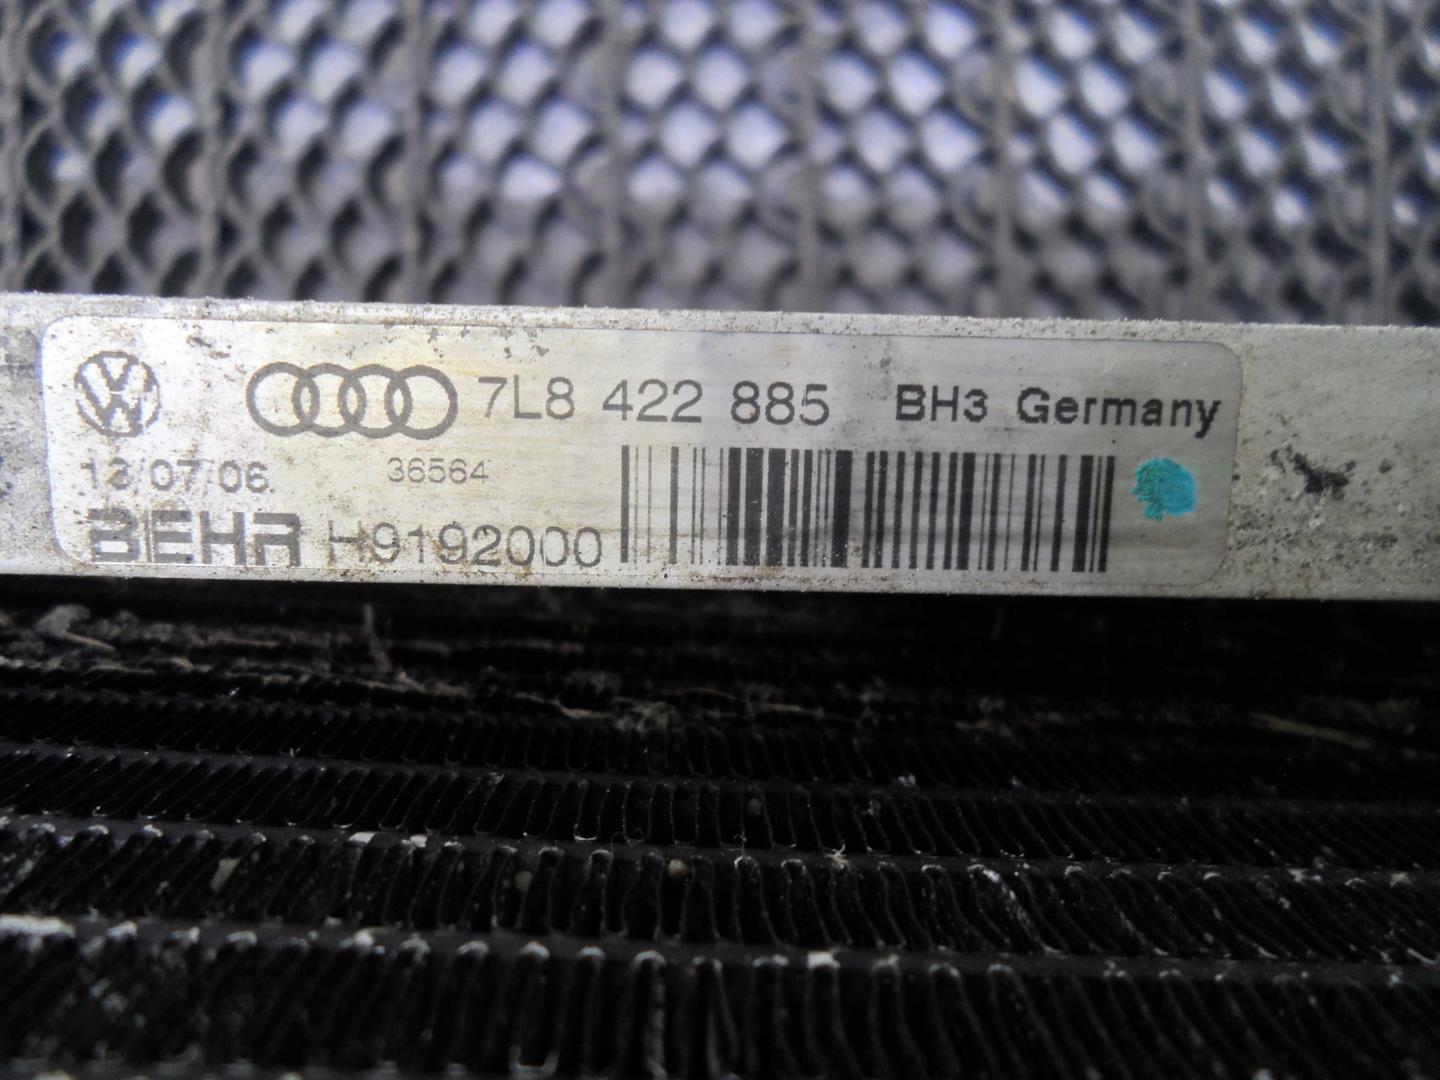 7L8 422 885 BH3 Germany
13/07/06 36564
BEHR H9192000